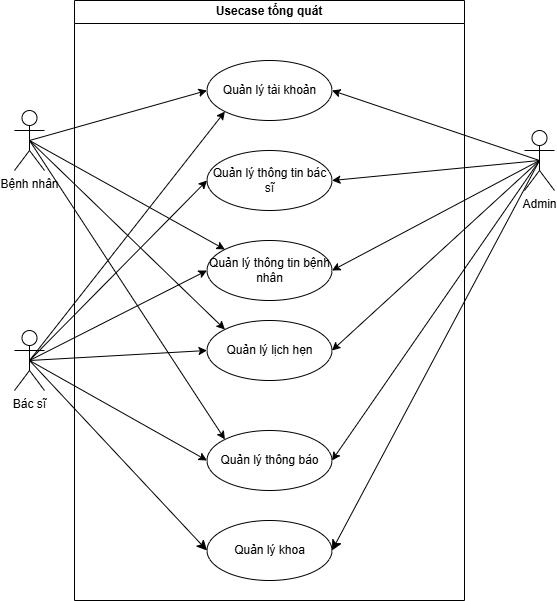 Usecase tổng quát
Quản lý tài khoản
Bệnh nhân
Quản lý thông tin bác
sĩ
Admin
Quản lý thông tin bệnh
nhân
Quản lý lịch hẹn
Bác sĩ
Quản lý thông báo
Quản lý khoa